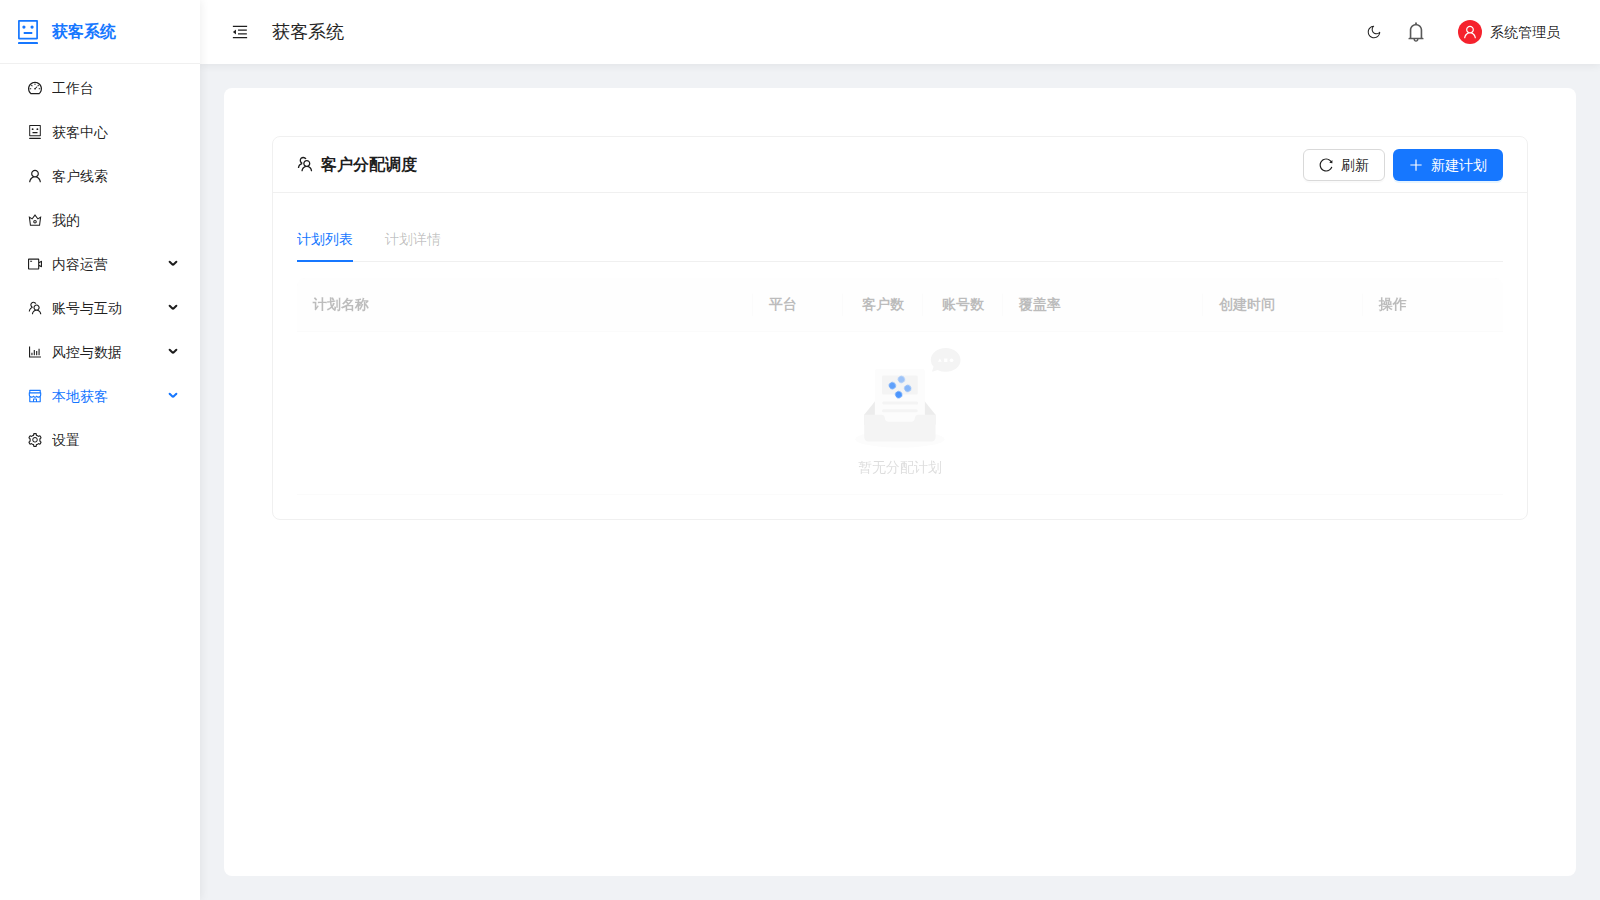 获客系统
获客系统
系统管理员
工作台
获客中心
客户线索
我的
内容运营
账号与互动
风控与数据
本地获客
设置
客户分配调度
刷新
新建计划
计划列表
计划详情
计划名称
平台
客户数
账号数
覆盖率
创建时间
操作
暂无分配计划